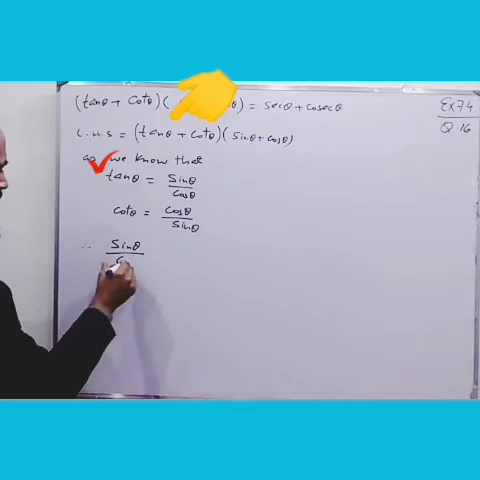 (tanθ + Cotθ)( θ) = Secθ + Cosecθ
Ex 7.4
Q.16
L.H.S = (tanθ + Cotθ)(Sinθ + Cosθ)
we know that
tanθ = Sinθ / Cosθ
Cotθ = Cosθ / Sinθ
∴ Sinθ